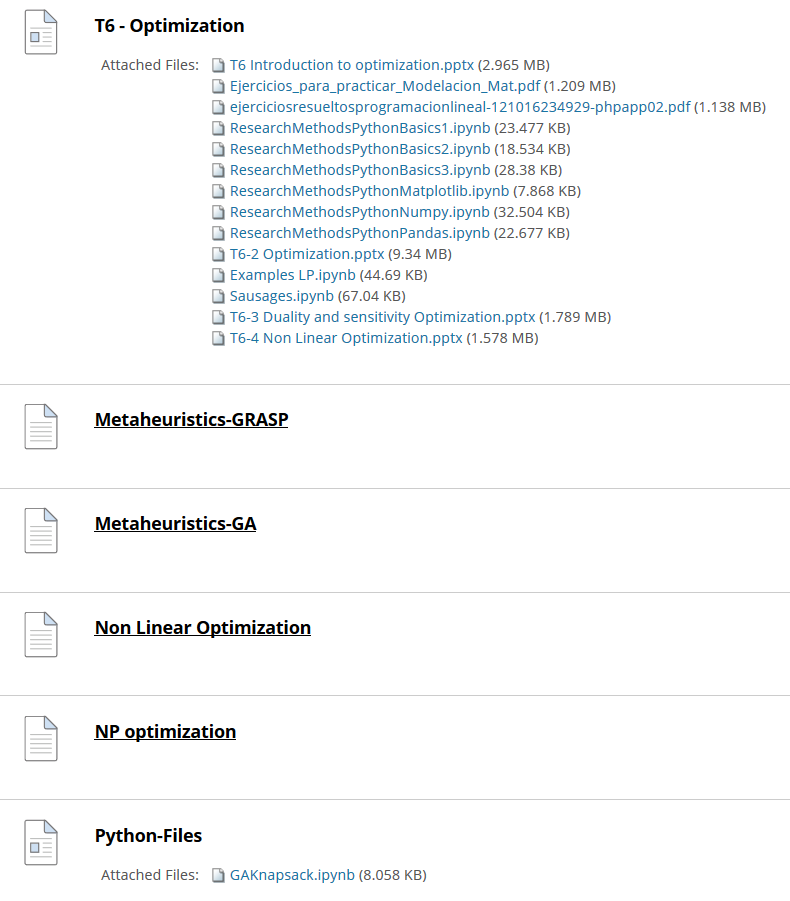 T6 - Optimization
Attached Files: T6 Introduction to optimization.pptx (2.965 MB)
Ejercicios_para_practicar_Modelacion_Mat.pdf (1.209 MB)
ejerciciosresueltosprogramacionlineal-121016234929-phpapp02.pdf (1.138 MB)
ResearchMethodsPythonBasics1.ipynb (23.477 KB)
ResearchMethodsPythonBasics2.ipynb (18.534 KB)
ResearchMethodsPythonBasics3.ipynb (28.38 KB)
ResearchMethodsPythonMatplotlib.ipynb (7.868 KB)
ResearchMethodsPythonNumpy.ipynb (32.504 KB)
ResearchMethodsPythonPandas.ipynb (22.677 KB)
T6-2 Optimization.pptx (9.34 MB)
Examples LP.ipynb (44.69 KB)
Sausages.ipynb (67.04 KB)
T6-3 Duality and sensitivity Optimization.pptx (1.789 MB)
T6-4 Non Linear Optimization.pptx (1.578 MB)
Metaheuristics-GRASP
Metaheuristics-GA
Non Linear Optimization
NP optimization
Python-Files
Attached Files: GAKnapsack.ipynb (8.058 KB)